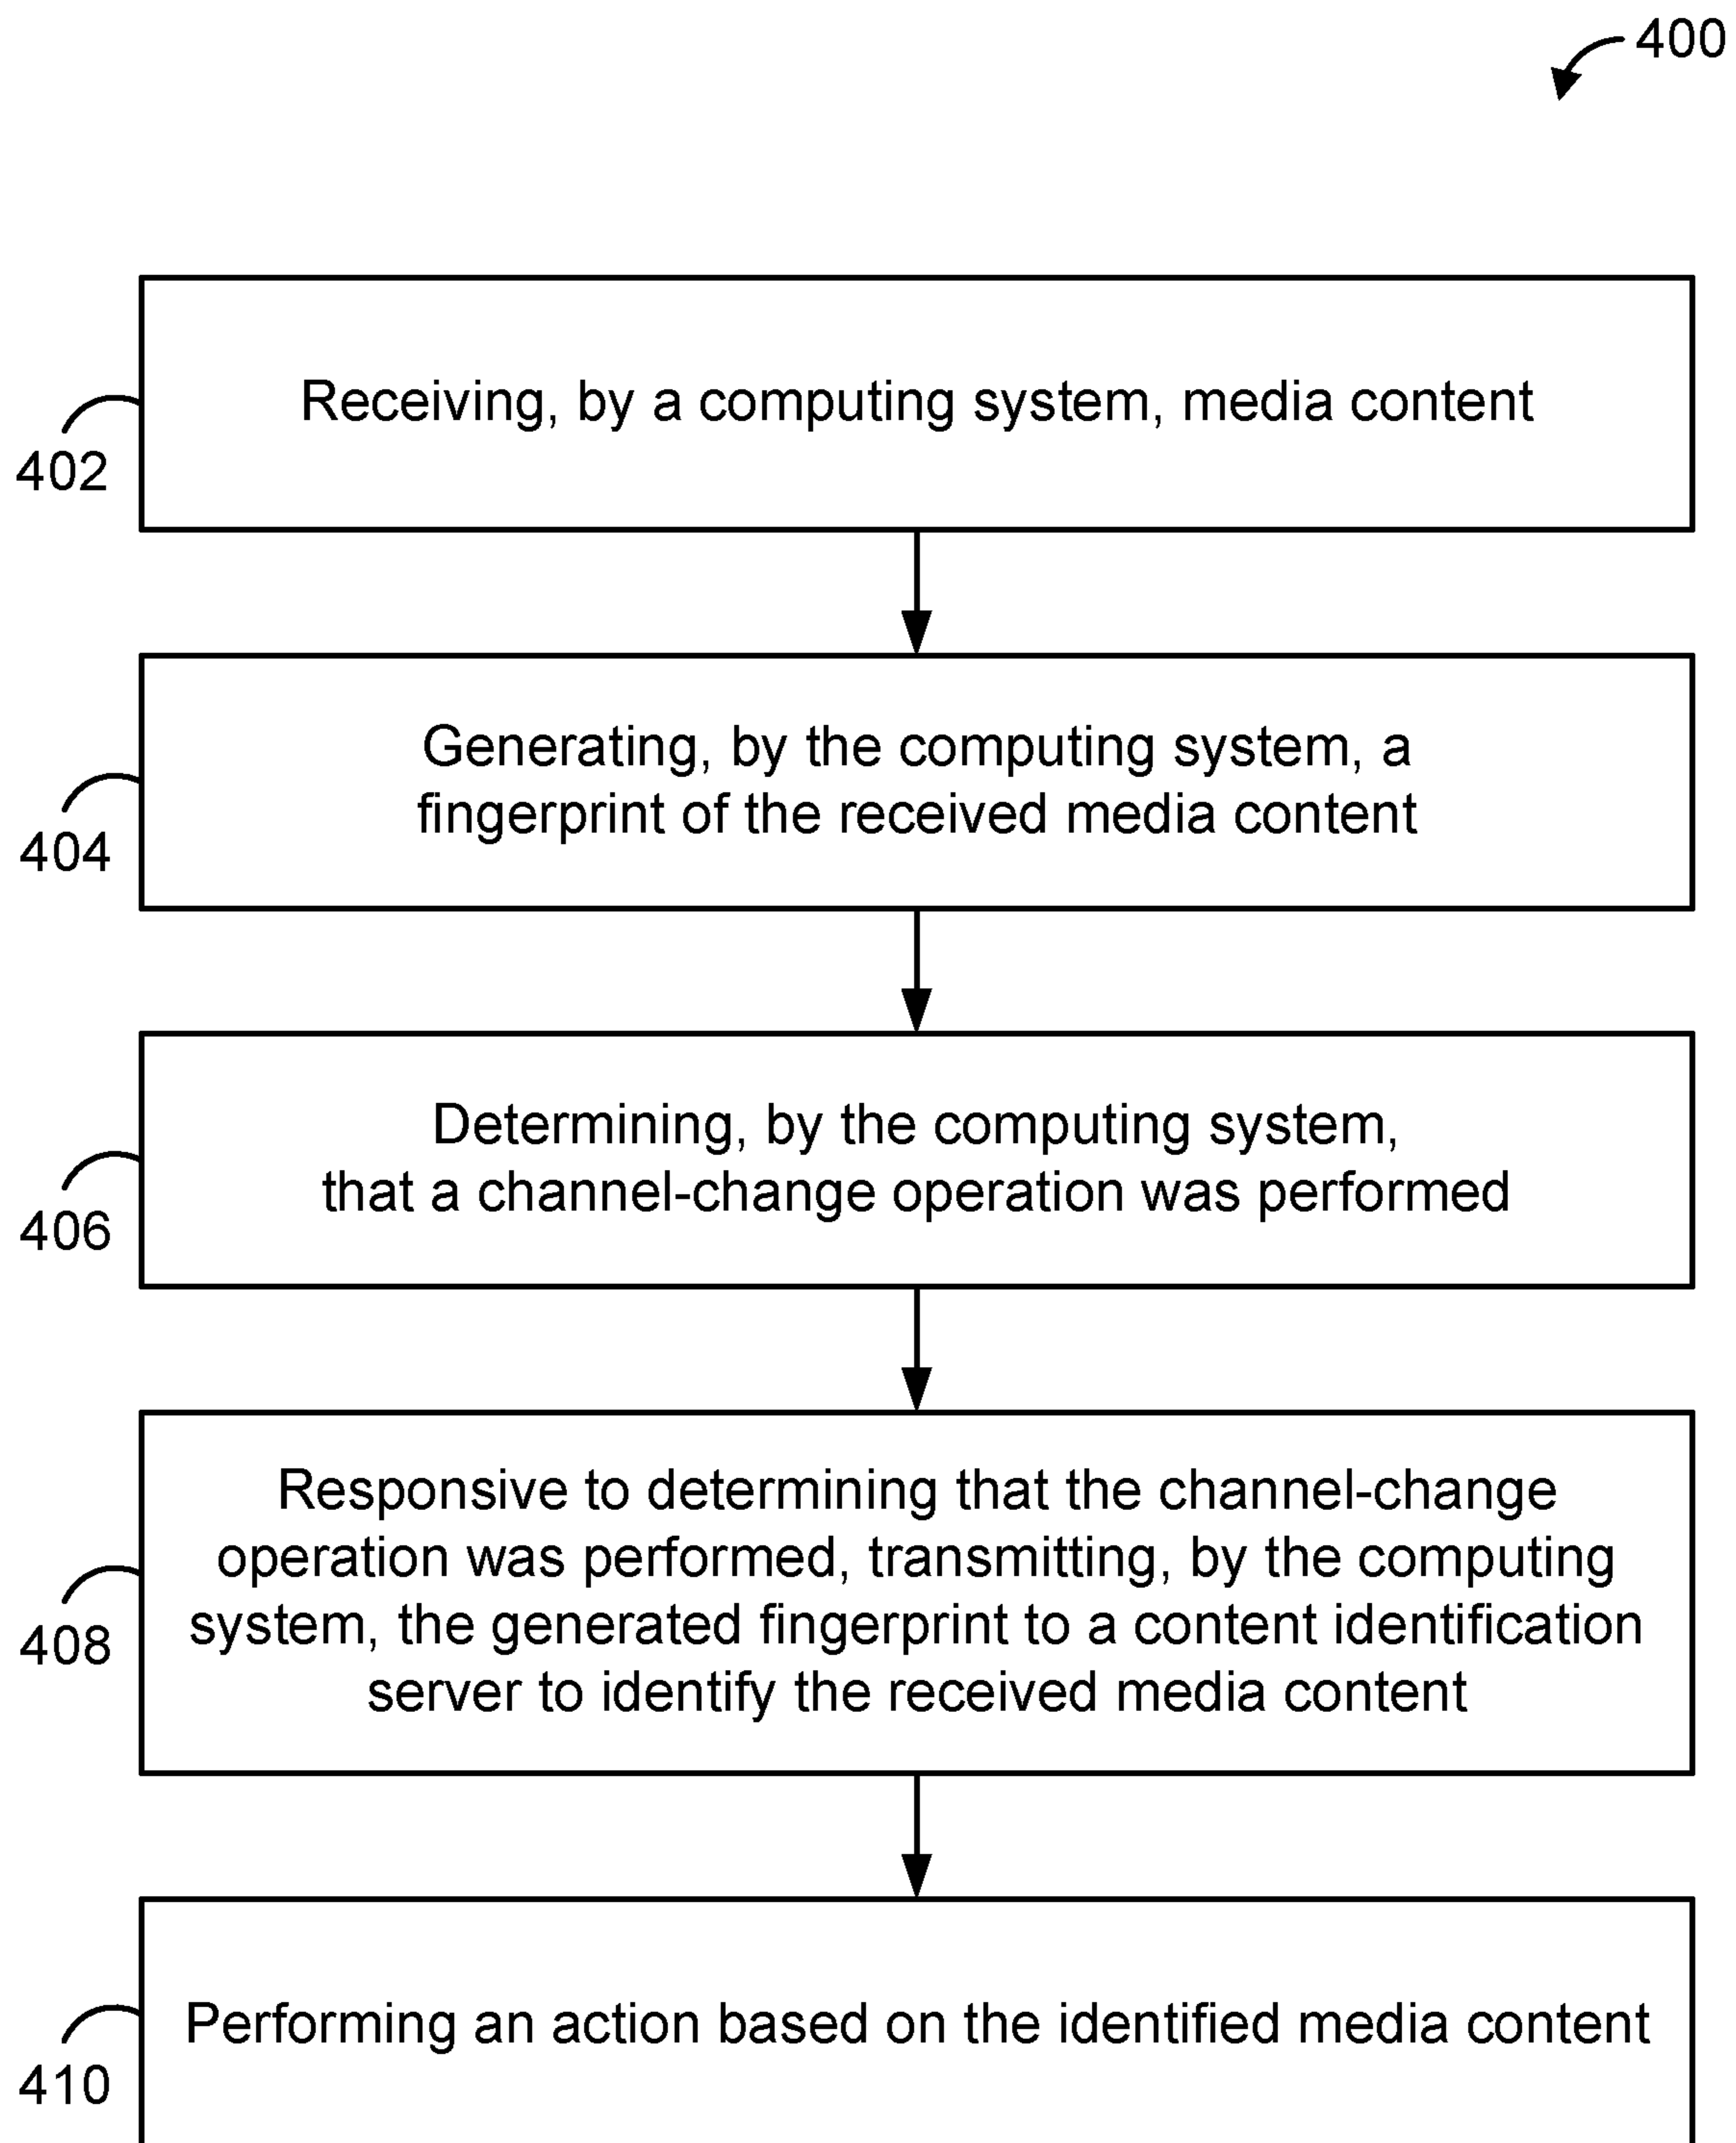 400
Receiving, by a computing system, media content
402
Generating, by the computing system, a
fingerprint of the received media content
404
Determining, by the computing system,
that a channel-change operation was performed
406
Responsive to determining that the channel-change
operation was performed, transmitting, by the computing
system, the generated fingerprint to a content identification
server to identify the received media content
408
Performing an action based on the identified media content
410